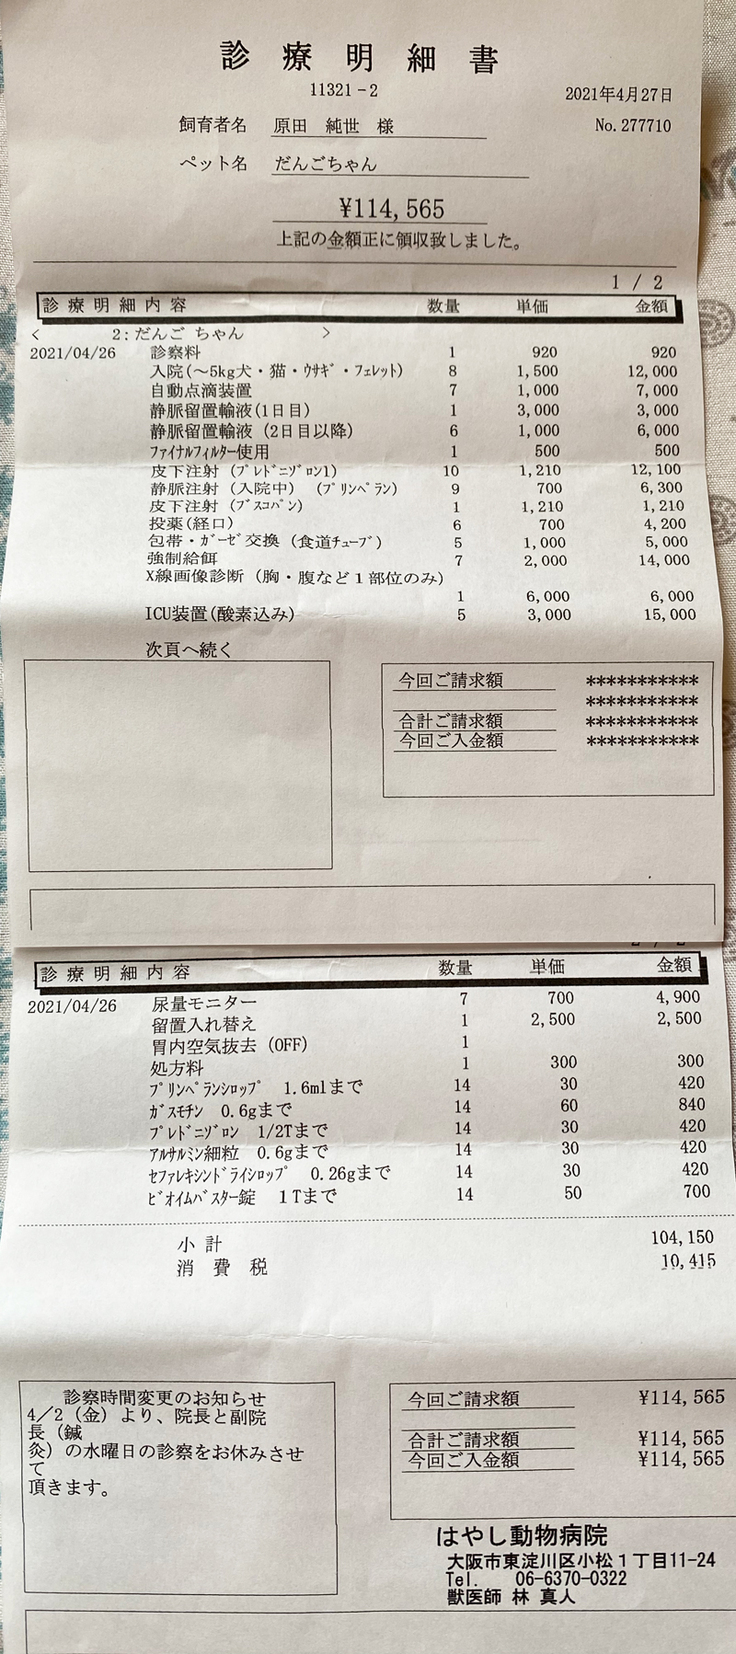 診療明細書
11321-2
2021年4月27日
飼育者名 原田 純世 様 No.277710
ペット名 だんごちゃん
¥114,565
上記の金額正に領収致しました。
1 / 2
診療明細内容 数量 単価 金額
< 2:だんご ちゃん >
2021/04/26 診察料 1 920 920
入院(～5kg犬・猫・ウサギ・フェレット) 8 1,500 12,000
自動点滴装置 7 1,000 7,000
静脈留置輸液(1日目) 1 3,000 3,000
静脈留置輸液(2日目以降) 6 1,000 6,000
ファイナルフィルター使用 1 500 500
皮下注射(プレドニゾロン1) 10 1,210 12,100
静脈注射(入院中) (プリンペラン) 9 700 6,300
皮下注射(ブスコパン) 1 1,210 1,210
投薬(経口) 6 700 4,200
包帯・ガーゼ交換(食道チューブ) 5 1,000 5,000
強制給餌 7 2,000 14,000
X線画像診断(胸・腹など1部位のみ)
1 6,000 6,000
ICU装置(酸素込み) 5 3,000 15,000
次頁へ続く
今回ご請求額 ***********
***********
合計ご請求額 ***********
今回ご入金額 ***********
診療明細内容 数量 単価 金額
2021/04/26 尿量モニター 7 700 4,900
留置入れ替え 1 2,500 2,500
胃内空気抜去(OFF) 1
処方料 1 300 300
プリンペランシロップ 1.6mlまで 14 30 420
ガスモチン 0.6gまで 14 60 840
プレドニゾロン 1/2Tまで 14 30 420
アルサルミン細粒 0.6gまで 14 30 420
セファレキシンドライシロップ 0.26gまで 14 30 420
ビオイムバスター錠 1Tまで 14 50 700
小計 104,150
消費税 10,415
診察時間変更のお知らせ
4/2(金)より、院長と副院
長(鍼
灸)の水曜日の診察をお休みさせ
て
頂きます。
今回ご請求額 ¥114,565
合計ご請求額 ¥114,565
今回ご入金額 ¥114,565
はやし動物病院
大阪市東淀川区小松1丁目11-24
Tel. 06-6370-0322
獣医師 林 真人